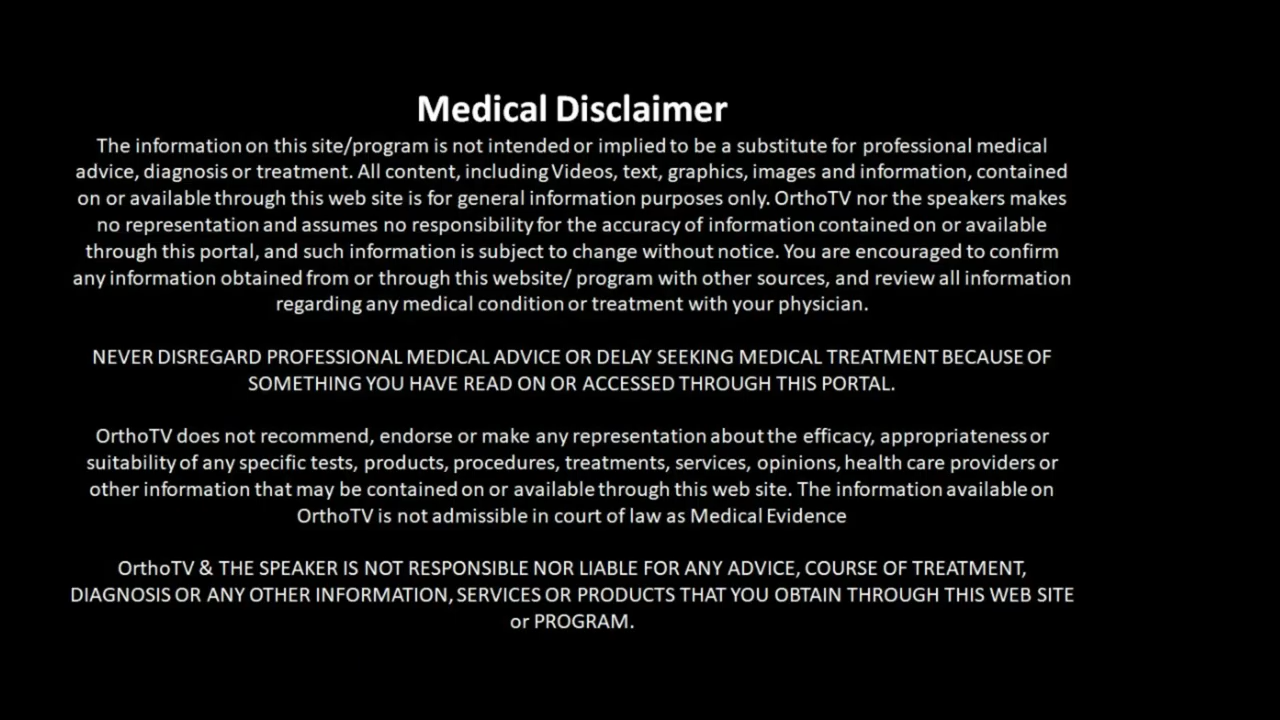 Medical Disclaimer
The information on this site/program is not intended or implied to be a substitute for professional medical
advice, diagnosis or treatment. All content, including Videos, text, graphics, images and information, contained
on or available through this web site is for general information purposes only. OrthoTV nor the speakers makes
no representation and assumes no responsibility for the accuracy of information contained on or available
through this portal, and such information is subject to change without notice. You are encouraged to confirm
any information obtained from or through this website/ program with other sources, and review all information
regarding any medical condition or treatment with your physician.
NEVER DISREGARD PROFESSIONAL MEDICAL ADVICE OR DELAY SEEKING MEDICAL TREATMENT BECAUSE OF
SOMETHING YOU HAVE READ ON OR ACCESSED THROUGH THIS PORTAL.
OrthoTV does not recommend, endorse or make any representation about the efficacy, appropriateness or
suitability of any specific tests, products, procedures, treatments, services, opinions, health care providers or
other information that may be contained on or available through this web site. The information available on
OrthoTV is not admissible in court of law as Medical Evidence
OrthoTV & THE SPEAKER IS NOT RESPONSIBLE NOR LIABLE FOR ANY ADVICE, COURSE OF TREATMENT,
DIAGNOSIS OR ANY OTHER INFORMATION, SERVICES OR PRODUCTS THAT YOU OBTAIN THROUGH THIS WEB SITE
or PROGRAM.